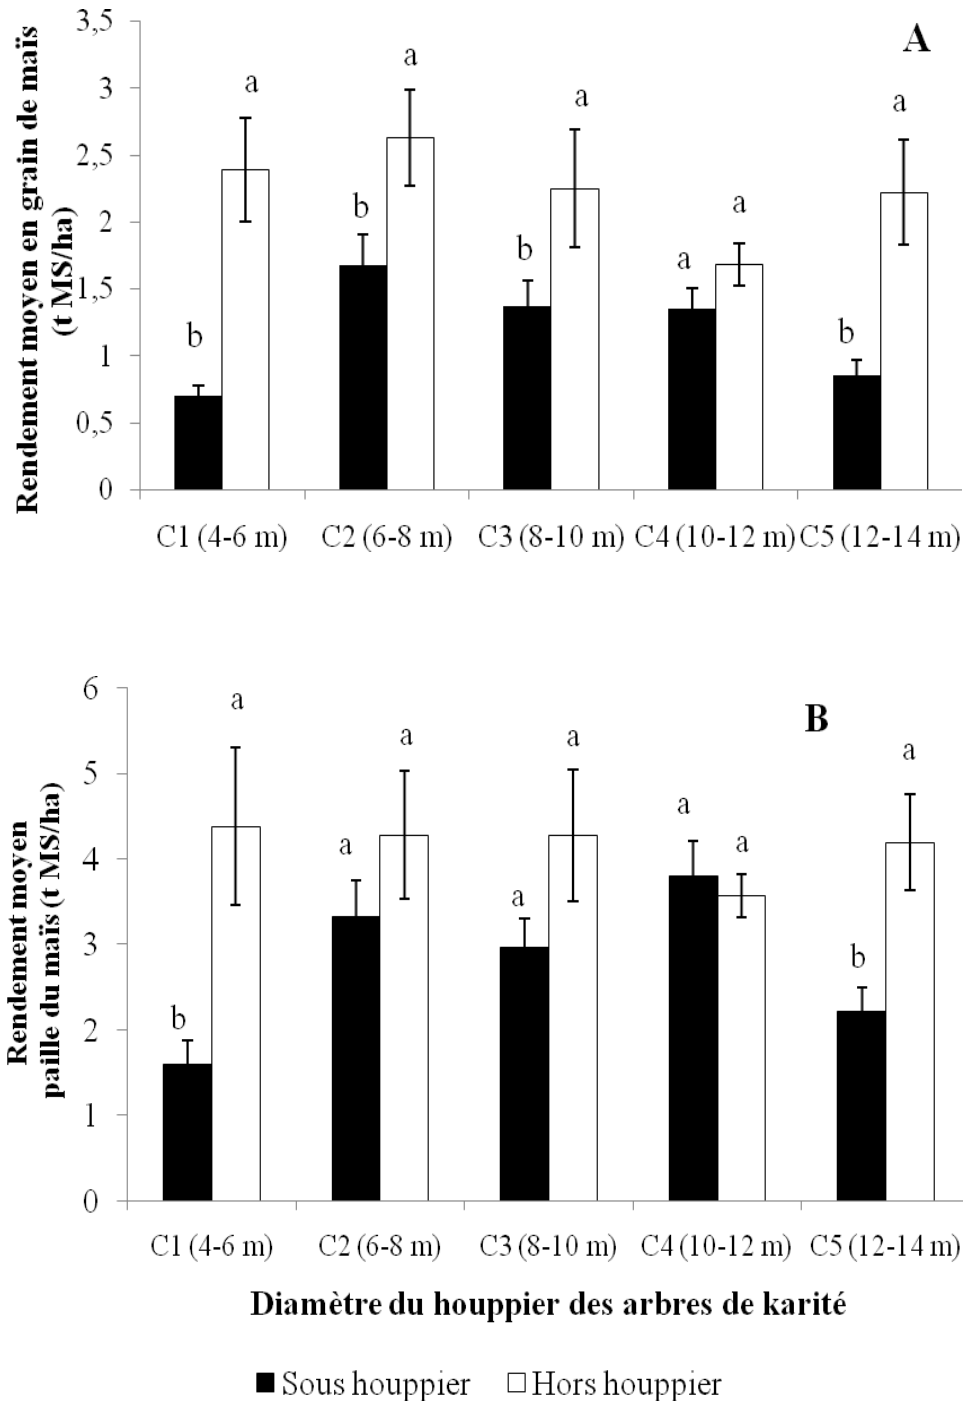 A
Rendement moyen en grain de maïs
(t MS/ha)
3,5
3
2,5
2
1,5
1
0,5
0
b
a
b
a
b
a
a
a
b
a
C1 (4-6 m)
C2 (6-8 m)
C3 (8-10 m)
C4 (10-12 m)
C5 (12-14 m)
B
Rendement moyen
paille du maïs (t MS/ha)
6
5
4
3
2
1
0
b
a
a
a
a
a
a
a
b
a
C1 (4-6 m)
C2 (6-8 m)
C3 (8-10 m)
C4 (10-12 m)
C5 (12-14 m)
Diamètre du houppier des arbres de karité
Sous houppier
Hors houppier